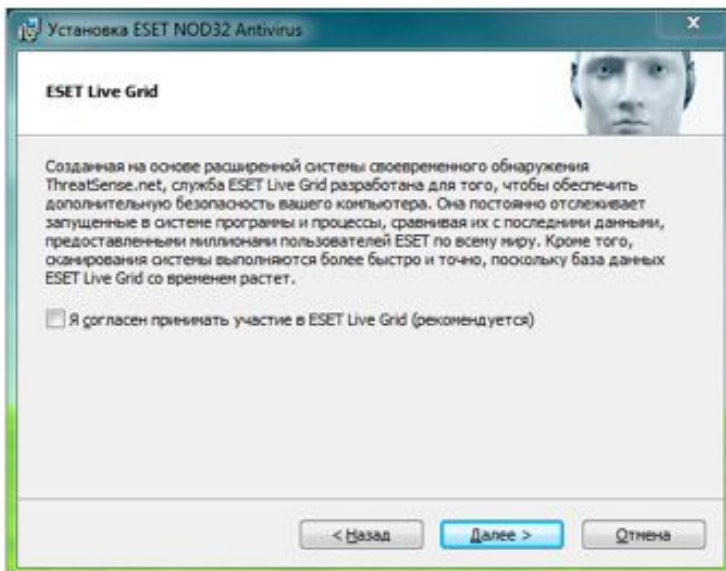 Установка ESET NOD32 Antivirus
ESET Live Grid
Созданная на основе расширенной системы своевременного обнаружения
ThreatSense.net, служба ESET Live Grid разработана для того, чтобы обеспечить
дополнительную безопасность вашего компьютера. Она постоянно отслеживает
запущенные в системе программы и процессы, сравнивая их с последними данными,
предоставленными миллионами пользователей ESET по всему миру. Кроме того,
сканирования системы выполняются более быстро и точно, поскольку база данных
ESET Live Grid со временем растет.
Я согласен принимать участие в ESET Live Grid (рекомендуется)
< Назад
Далее >
Отмена